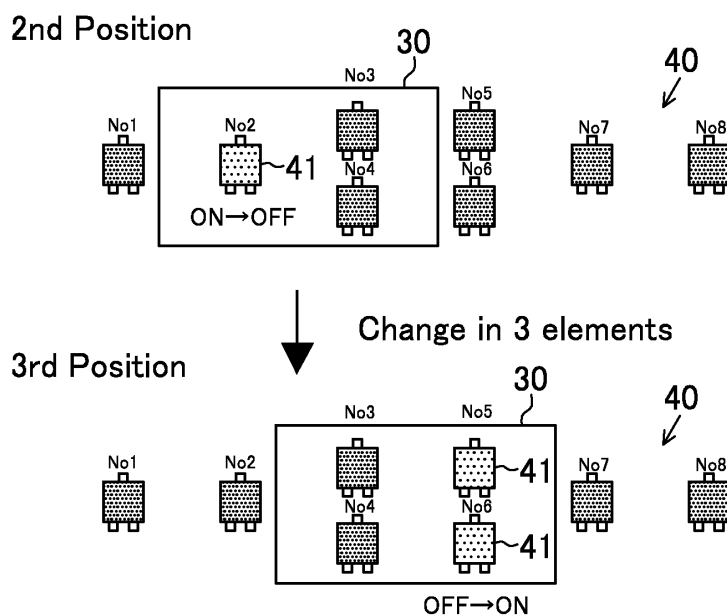 2nd Position
30
40
No3
No5
No1
No2
No7
No8
41
No4
No6
ON→OFF
Change in 3 elements
3rd Position
30
40
No3
No5
No1
No2
No7
No8
41
No4
No6
41
OFF→ON